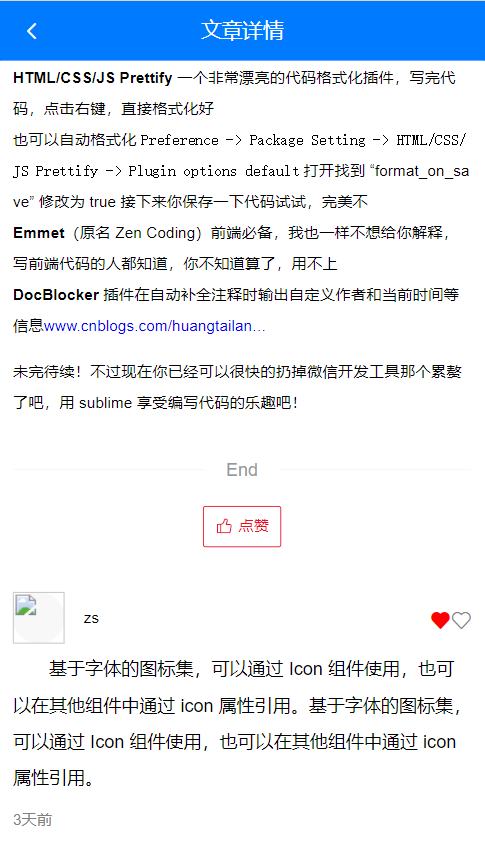 文章详情
HTML/CSS/JS Prettify 一个非常漂亮的代码格式化插件，写完代
码，点击右键，直接格式化好
也可以自动格式化 Preference -> Package Setting -> HTML/CSS/
JS Prettify -> Plugin options default 打开找到 “format_on_sa
ve” 修改为 true 接下来你保存一下代码试试，完美不
Emmet（原名 Zen Coding）前端必备，我也一样不想给你解释，
写前端代码的人都知道，你不知道算了，用不上
DocBlocker 插件在自动补全注释时输出自定义作者和当前时间等
信息www.cnblogs.com/huangtailan…
未完待续！不过现在你已经可以很快的扔掉微信开发工具那个累赘
了吧，用 sublime 享受编写代码的乐趣吧！
End
点赞
zs
基于字体的图标集，可以通过 Icon 组件使用，也可
以在其他组件中通过 icon 属性引用。基于字体的图标集，
可以通过 Icon 组件使用，也可以在其他组件中通过 icon
属性引用。
3天前